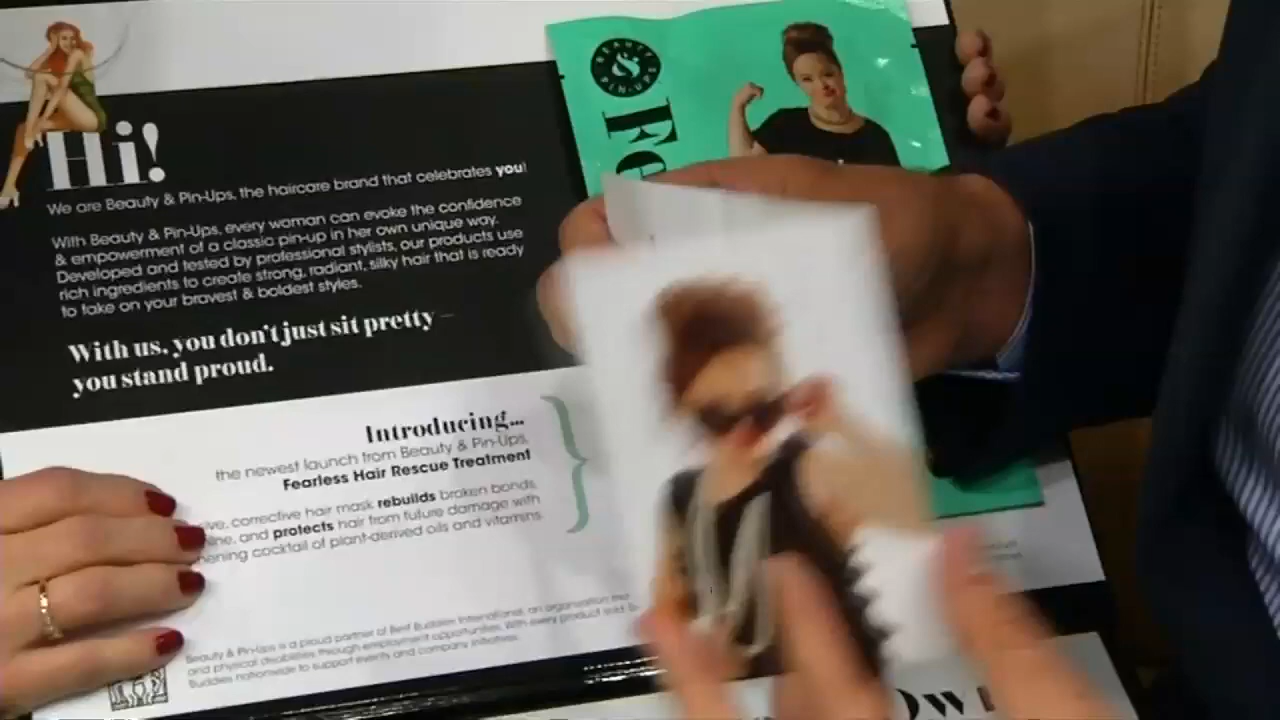 Hi!
We are Beauty & Pin-Ups, the haircare brand that celebrates you!
With Beauty & Pin-Ups, every woman can evoke the confidence
& empowerment of a classic pin-up in her own unique way.
Developed and tested by professional stylists, our products use
rich ingredients to create strong, radiant, silky hair that is ready
to take on your bravest & boldest styles.
With us, you don't just sit pretty –
you stand proud.
BEAUTY & PIN-UPS
Fe
Introducing...
the newest launch from Beauty & Pin-Ups,
Fearless Hair Rescue Treatment
corrective hair mask rebuilds broken bonds,
and protects hair from future damage with
cocktail of plant-derived oils and vitamins
Beauty & Pin-Ups is a proud partner of Best Buddies International, an organization
and physical disabilities through employment opportunities. With every product sold
Buddies nationwide to support events and company initiatives.